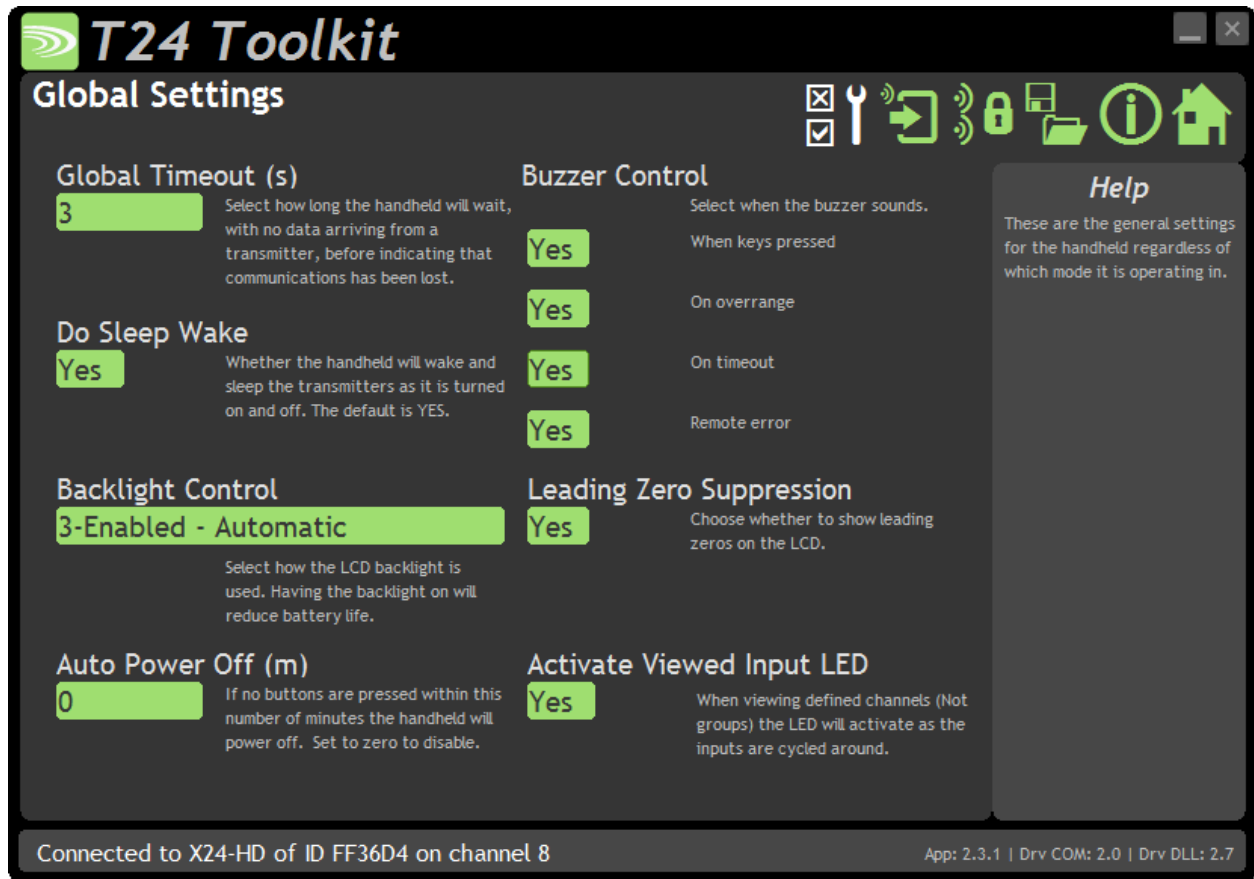 T24 Toolkit
Global Settings
Global Timeout (s)
3
Select how long the handheld will wait,
with no data arriving from a
transmitter, before indicating that
communications has been lost.
Do Sleep Wake
Yes
Whether the handheld will wake and
sleep the transmitters as it is turned
on and off. The default is YES.
Backlight Control
3-Enabled - Automatic
Select how the LCD backlight is
used. Having the backlight on will
reduce battery life.
Auto Power Off (m)
0
If no buttons are pressed within this
number of minutes the handheld will
power off. Set to zero to disable.
Buzzer Control
Select when the buzzer sounds.
Yes
When keys pressed
Yes
On overrange
Yes
On timeout
Yes
Remote error
Leading Zero Suppression
Yes
Choose whether to show leading
zeros on the LCD.
Activate Viewed Input LED
Yes
When viewing defined channels (Not
groups) the LED will activate as the
inputs are cycled around.
Help
These are the general settings
for the handheld regardless of
which mode it is operating in.
Connected to X24-HD of ID FF36D4 on channel 8
App: 2.3.1 | Drv COM: 2.0 | Drv DLL: 2.7